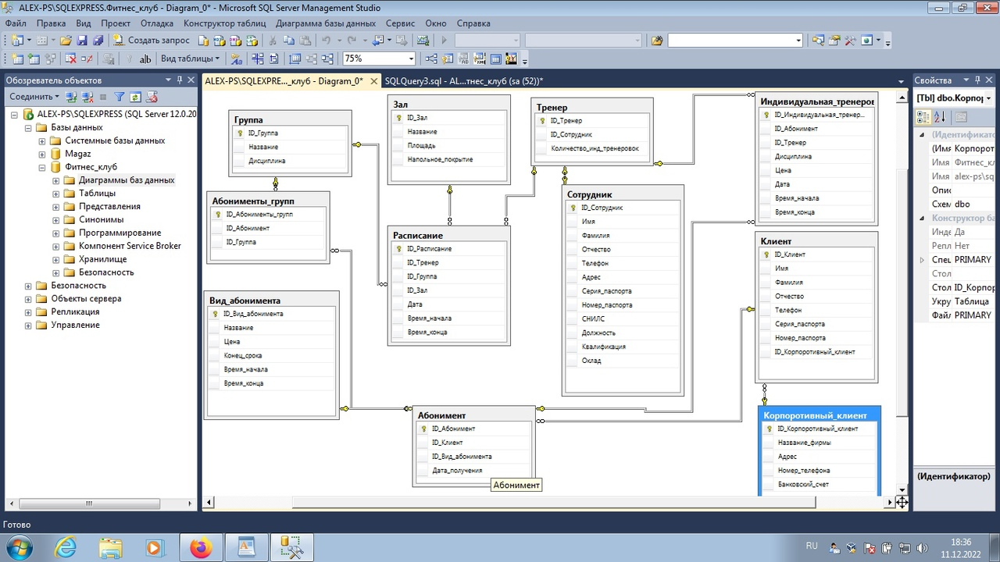 ALEX-PS\SQLEXPRESS.Фитнес_клуб - Diagram_0* - Microsoft SQL Server Management Studio
Файл Правка Вид Проект Отладка Конструктор таблиц Диаграмма базы данных Сервис Окно Справка
Создать запрос
ab Вид таблицы 75%
Обозреватель объектов
Соединить
ALEX-PS\SQLEXPRESS (SQL Server 12.0.20
Базы данных
Системные базы данных
Magaz
Фитнес_клуб
Диаграммы баз данных
Таблицы
Представления
Синонимы
Программирование
Компонент Service Broker
Хранилище
Безопасность
Безопасность
Объекты сервера
Репликация
Управление
ALEX-PS\SQLEXPRE..._клуб - Diagram_0* SQLQuery3.sql - AL...тнес_клуб (sa (52))*
Группа
ID_Группа
Название
Дисциплина
Абонименты_групп
ID_Абонименты_групп
ID_Абонимент
ID_Группа
Вид_абонимента
ID_Вид_абонимента
Название
Цена
Конец_срока
Время_начала
Время_конца
Зал
ID_Зал
Название
Площадь
Напольное_покрытие
Расписание
ID_Расписание
ID_Тренер
ID_Группа
ID_Зал
Дата
Время_начала
Время_конца
Абонимент
ID_Абонимент
ID_Клиент
ID_Вид_абонимента
Дата_получения
Абонимент
Тренер
ID_Тренер
ID_Сотрудник
Количество_инд_тренеровок
Сотрудник
ID_Сотрудник
Имя
Фамилия
Отчество
Телефон
Адрес
Серия_паспорта
Номер_паспорта
СНИЛС
Должность
Квалификация
Оклад
Индивидуальная_тренеров
ID_Индивидуальная_тренер...
ID_Абонимент
ID_Тренер
Дисциплина
Цена
Дата
Время_начала
Время_конца
Клиент
ID_Клиент
Имя
Фамилия
Отчество
Телефон
Серия_паспорта
Номер_паспорта
ID_Корпоротивный_клиент
Корпоротивный_клиент
ID_Корпоротивный_клиент
Название_фирмы
Адрес
Номер_телефона
Банковский_счет
Свойства
[Tbl] dbo.Корпор
(Идентификато
(Имя Корпорот
Имя Фитнес_к
Имя alex-ps\sq
Опис
Схем dbo
Конструктор ба
Инде Да
Репл Нет
Спец PRIMARY
Стол
Стол ID_Корпор
Укру Таблица
Файл PRIMARY
(Идентификатор)
Готово
RU
18:36
11.12.2022